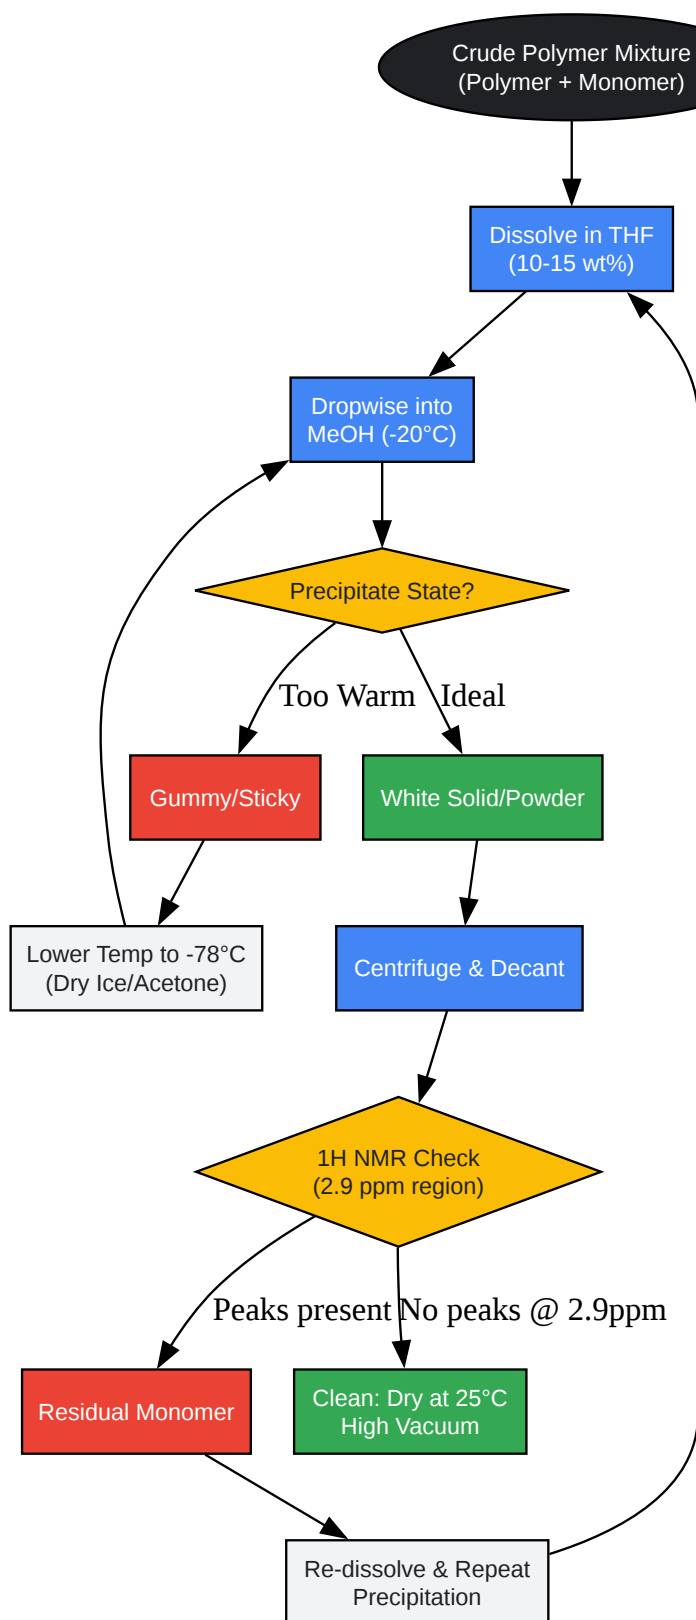 Crude Polymer Mixture
(Polymer + Monomer)
Dissolve in THF
(10-15 wt%)
Dropwise into
MeOH (-20°C)
Precipitate State?
Too Warm
Ideal
Gummy/Sticky
White Solid/Powder
Lower Temp to -78°C
(Dry Ice/Acetone)
Centrifuge & Decant
1H NMR Check
(2.9 ppm region)
Peaks present
No peaks @ 2.9ppm
Residual Monomer
Clean: Dry at 25°C
High Vacuum
Re-dissolve & Repeat
Precipitation